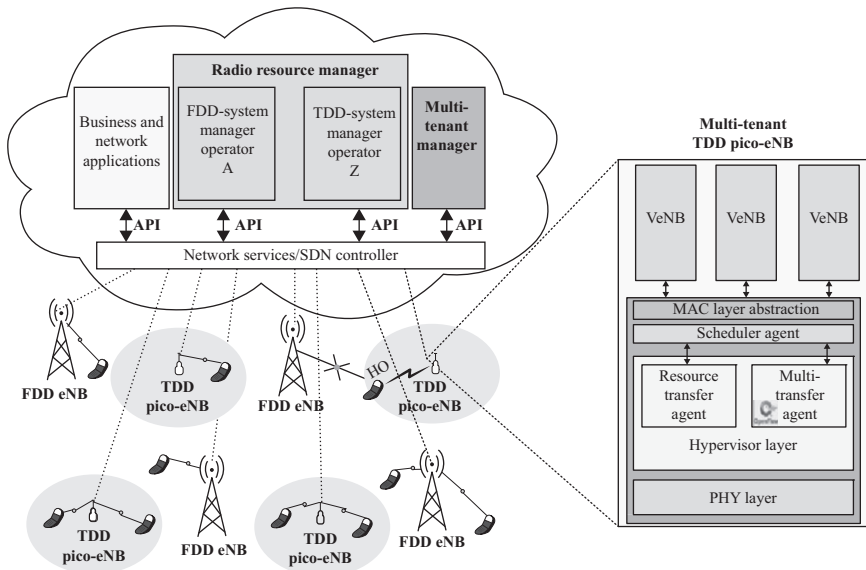 Radio resource manager
Business and
network
applications
FDD-system
manager
operator
A
TDD-system
manager
operator
Z
Multi-
tenant
manager
API
API
API
API
Network services/SDN controller
FDD eNB
TDD
pico-eNB
FDD eNB
HO
TDD
pico-eNB
TDD
pico-eNB
FDD eNB
TDD
pico-eNB
FDD eNB
Multi-tenant
TDD pico-eNB
VeNB
VeNB
VeNB
MAC layer abstraction
Scheduler agent
Resource
transfer
agent
Multi-
transfer
agent
Hypervisor layer
PHY layer